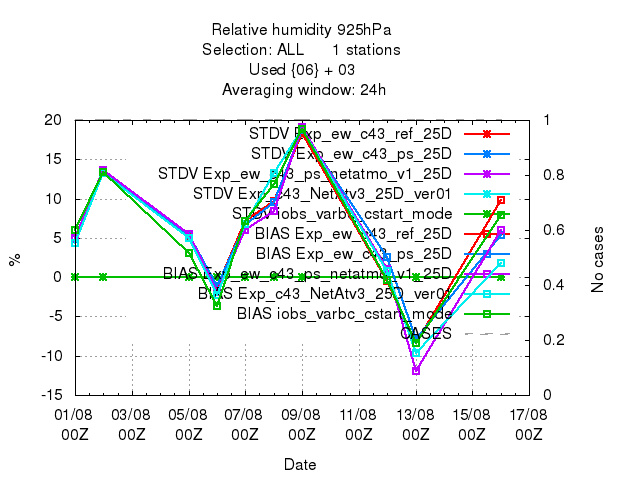 Relative humidity 925hPa
Selection: ALL 1 stations
Used {06} + 03
Averaging window: 24h
20
15
10
5
0
-5
-10
-15
%
1
0.8
0.6
0.4
0.2
0
No cases
STDV Exp_ew_c43_ref_25D
STDV Exp_ew_c43_ps_25D
STDV Exp_ew_c43_ps_netatmo_v1_25D
STDV Exp_c43_NetAtv3_25D_ver01
STDV iobs_varbc_cstart_mode
BIAS Exp_ew_c43_ref_25D
BIAS Exp_ew_c43_ps_25D
BIAS Exp_ew_c43_ps_netatmo_v1_25D
BIAS Exp_c43_NetAtv3_25D_ver01
BIAS iobs_varbc_cstart_mode
CASES
01/08 03/08 05/08 07/08 09/08 11/08 13/08 15/08 17/08
00Z 00Z 00Z 00Z 00Z 00Z 00Z 00Z 00Z
Date